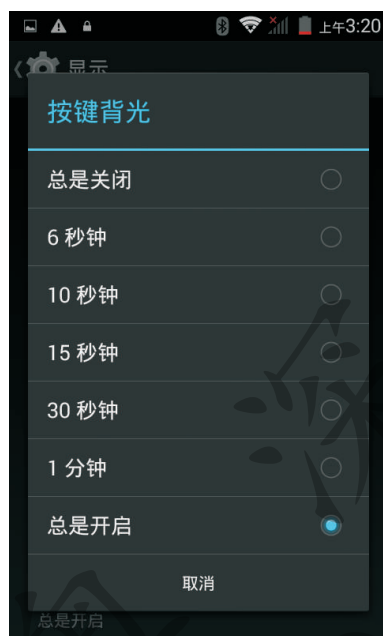 上午3:20
显示
按键背光
总是关闭
6 秒钟
10 秒钟
15 秒钟
30 秒钟
1 分钟
总是开启
取消
总是开启